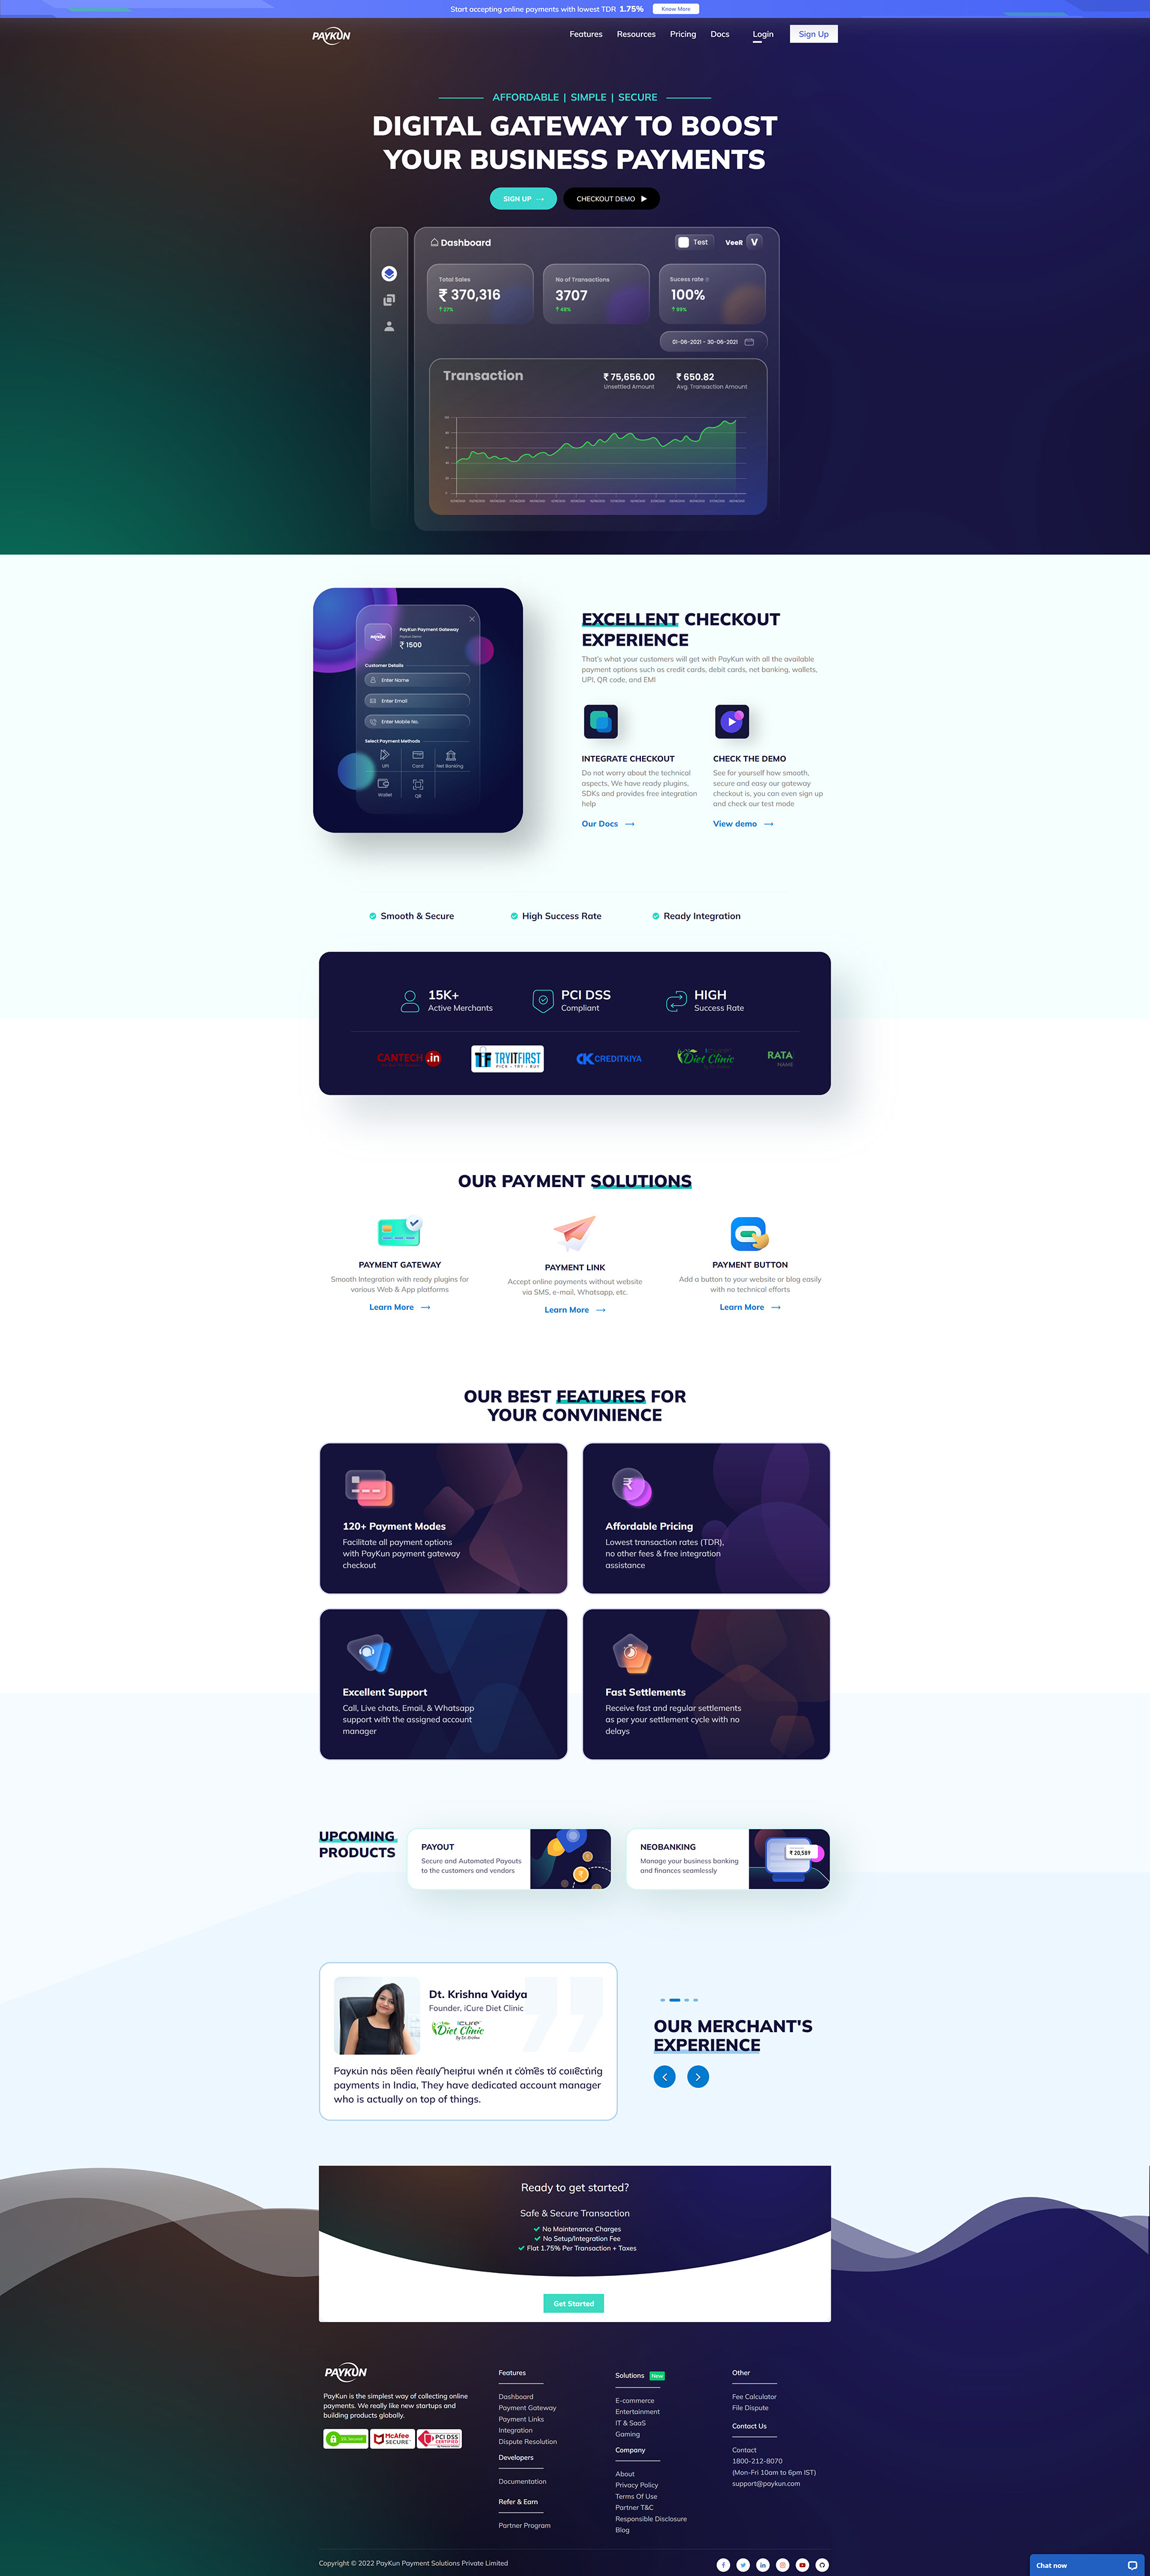 Start accepting online payments with lowest TDR 1.75% Know More
PAYKUN
Features Resources Pricing Docs Login Sign Up
AFFORDABLE | SIMPLE | SECURE
DIGITAL GATEWAY TO BOOST
YOUR BUSINESS PAYMENTS
SIGN UP → CHECKOUT DEMO
Dashboard Test VeeR V
Total Sales
₹ 370,316
↑ 27%
No of Transactions
3707
↑ 48%
Sucess rate
100%
↑ 99%
01-06-2021 - 30-06-2021
Transaction
₹ 75,656.00 ₹ 650.82
Unsettled Amount Avg. Transaction Amount
PAYKUN
PayKun Payment Gateway
₹ 1500
Customer Details
Enter Name
Enter Email
Enter Mobile No.
Select Payment Methods
UPI Card Net Banking
Wallet QR
EXCELLENT CHECKOUT
EXPERIENCE
That's what your customers will get with PayKun with all the available
payment options such as credit cards, debit cards, net banking, wallets,
UPI, QR code, and EMI
INTEGRATE CHECKOUT
Do not worry about the technical
aspects, We have ready plugins,
SDKs and provides free integration
help
Our Docs →
CHECK THE DEMO
See for yourself how smooth,
secure and easy our gateway
checkout is, you can even sign up
and check our test mode
View demo →
Smooth & Secure High Success Rate Ready Integration
15K+
Active Merchants
PCI DSS
Compliant
HIGH
Success Rate
CANTECH.in
TF TRYITFIRST
PICK • TRY • BUY
CK CREDITKIYA
Diet Clinic
RATA
NAME
OUR PAYMENT SOLUTIONS
PAYMENT GATEWAY
Smooth Integration with ready plugins for
various Web & App platforms
Learn More →
PAYMENT LINK
Accept online payments without website
via SMS, e-mail, Whatsapp, etc.
Learn More →
PAYMENT BUTTON
Add a button to your website or blog easily
with no technical efforts
Learn More →
OUR BEST FEATURES FOR
YOUR CONVINIENCE
120+ Payment Modes
Facilitate all payment options
with PayKun payment gateway
checkout
₹
Affordable Pricing
Lowest transaction rates (TDR),
no other fees & free integration
assistance
Excellent Support
Call, Live chats, Email, & Whatsapp
support with the assigned account
manager
Fast Settlements
Receive fast and regular settlements
as per your settlement cycle with no
delays
UPCOMING
PRODUCTS
PAYOUT
Secure and Automated Payouts
to the customers and vendors
NEOBANKING
Manage your business banking
and finances seamlessly
₹ 20,589
Dt. Krishna Vaidya
Founder, iCure Diet Clinic
iCure
Diet Clinic
By Dt. Krishna
Paykun has been really helpful when it comes to collecting
payments in India, They have dedicated account manager
who is actually on top of things.
OUR MERCHANT'S
EXPERIENCE
Ready to get started?
Safe & Secure Transaction
No Maintenance Charges
No Setup/Integration Fee
Flat 1.75% Per Transaction + Taxes
Get Started
PAYKUN
PayKun is the simplest way of collecting online
payments. We really like new startups and
building products globally.
McAfee
SECURE
PCI DSS
CERTIFIED
Features
Dashboard
Payment Gateway
Payment Links
Integration
Dispute Resolution
Developers
Documentation
Refer & Earn
Partner Program
Solutions New
E-commerce
Entertainment
IT & SaaS
Gaming
Company
About
Privacy Policy
Terms Of Use
Partner T&C
Responsible Disclosure
Blog
Other
Fee Calculator
File Dispute
Contact Us
Contact
1800-212-8070
(Mon-Fri 10am to 6pm IST)
support@paykun.com
Copyright © 2022 PayKun Payment Solutions Private Limited
Chat now